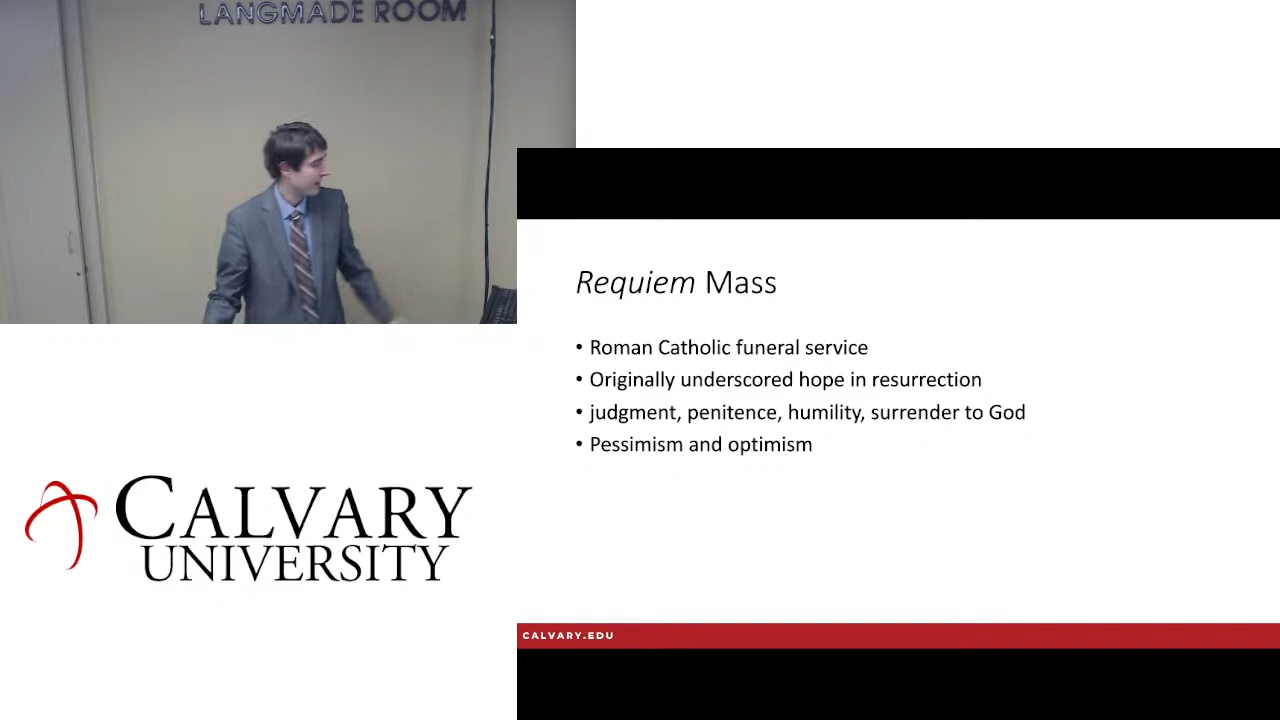 LANGMADE ROOM
Requiem Mass
• Roman Catholic funeral service
• Originally underscored hope in resurrection
• judgment, penitence, humility, surrender to God
• Pessimism and optimism
CALVARY
UNIVERSITY
CALVARY.EDU